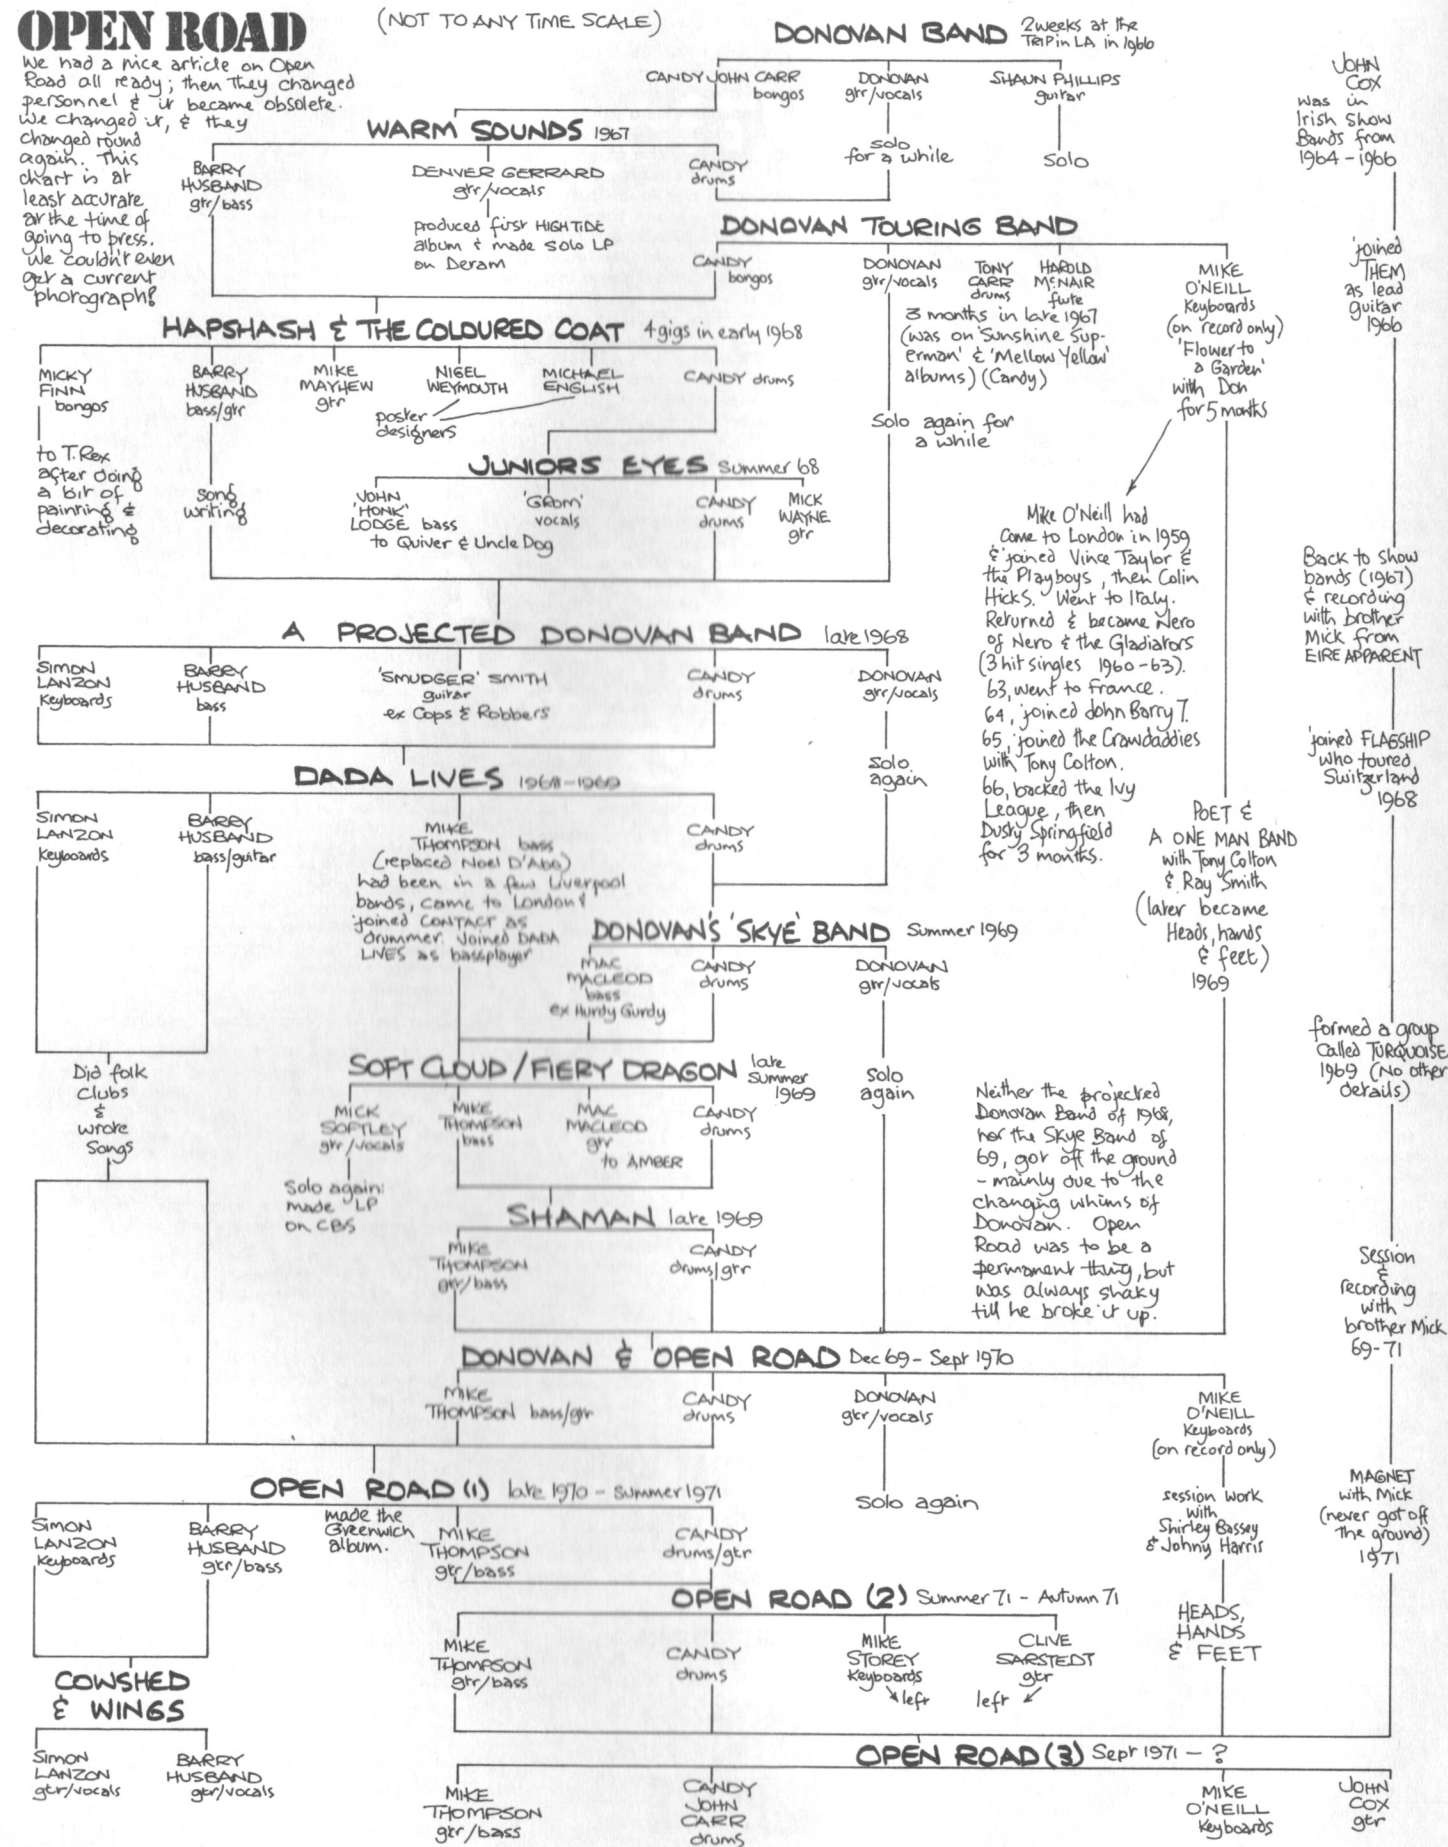 OPEN ROAD
(NOT TO ANY TIME SCALE)
We had a nice article on Open
Road all ready; then they changed
personnel & it became obsolete.
We changed it, & they
changed round
again. This
chart is at
least accurate
at the time of
going to press.
We couldn't even
get a current
photograph!
DONOVAN BAND
2 weeks at the
TRIP in LA in 1966
CANDY JOHN CARR
bongos
DONOVAN
gtr/vocals
solo
for a while
SHAUN PHILLIPS
guitar
solo
JOHN
COX
was in
Irish Show
Bands from
1964-1966
joined
THEM
as lead
guitar
1966
Back to show
bands (1967)
& recording
with brother
Mick from
EIRE APPARENT
joined FLAGSHIP
who toured
Switzerland
1968
formed a group
called TURQUOISE
1969 (No other
details)
Session
&
recording
with
brother Mick
69-71
MAGNET
with Mick
(never got off
the ground)
1971
WARM SOUNDS 1967
BARRY
HUSBAND
gtr/bass
DENVER GERRARD
gtr/vocals
produced first HIGH TIDE
album & made solo LP
on Deram
CANDY
drums
DONOVAN TOURING BAND
CANDY
bongos
DONOVAN
gtr/vocals
TONY
CARR
drums
HAROLD
McNAIR
flute
3 months in late 1967
(was on 'Sunshine Sup-
erman' & 'Mellow Yellow'
albums) (Candy)
Solo again for
a while
MIKE
O'NEILL
Keyboards
(on record only)
'Flower to
a Garden'
with Don
for 5 months
Mike O'Neill had
Come to London in 1959
& joined Vince Taylor &
the Playboys, then Colin
Hicks. Went to Italy.
Returned & became Nero
of Nero & the Gladiators
(3 hit singles 1960-63).
63, went to France.
64, joined John Barry 7.
65, joined the Crawdaddies
with Tony Colton.
66, backed the Ivy
League, then
Dusty Springfield
for 3 months.
POET &
A ONE MAN BAND
with Tony Colton
& Ray Smith
(later became
Heads, hands
& feet)
1969
HAPSHASH & THE COLOURED COAT 4 gigs in early 1968
MICKY
FINN
bongos
to T.Rex
after doing
a bit of
painting &
decorating
BARRY
HUSBAND
bass/gtr
song
writing
MIKE
MAYHEW
gtr
NIGEL
WEYMOUTH
MICHAEL
ENGLISH
poster
designers
CANDY drums
JUNIORS EYES Summer 68
JOHN
'HONK'
LODGE bass
to Quiver & Uncle Dog
'GROM'
vocals
CANDY
drums
MICK
WAYNE
gtr
A PROJECTED DONOVAN BAND late 1968
SIMON
LANZON
Keyboards
BARRY
HUSBAND
bass
'SMUDGER' SMITH
guitar
ex Cops & Robbers
CANDY
drums
DONOVAN
gtr/vocals
solo
again
DADA LIVES 1968-1969
SIMON
LANZON
Keyboards
BARRY
HUSBAND
bass/guitar
MIKE
THOMPSON bass
(replaced Noel D'Abo)
had been in a few Liverpool
bands, came to London &
joined CONTACT as
drummer. Joined DADA
LIVES as bassplayer
CANDY
drums
DONOVAN'S 'SKYE' BAND Summer 1969
MAC
MACLEOD
bass
ex Hurdy Gurdy
CANDY
drums
DONOVAN
gtr/vocals
solo
again
Did folk
Clubs
&
wrote
Songs
SOFT CLOUD / FIERY DRAGON late
summer
1969
MICK
SOFTLEY
gtr/vocals
Solo again:
made LP
on CBS
MIKE
THOMPSON
bass
MAC
MACLEOD
gtr
to AMBER
CANDY
drums
Neither the projected
Donovan Band of 1968,
nor the Skye Band of
69, got off the ground
- mainly due to the
changing whims of
Donovan. Open
Road was to be a
permanent thing, but
was always shaky
till he broke it up.
SHAMAN late 1969
MIKE
THOMPSON
gtr/bass
CANDY
drums/gtr
DONOVAN & OPEN ROAD Dec 69 - Sept 1970
MIKE
THOMPSON bass/gtr
CANDY
drums
DONOVAN
gtr/vocals
solo again
MIKE
O'NEILL
Keyboards
(on record only)
session work
with
Shirley Bassey
& Johny Harris
HEADS,
HANDS
& FEET
OPEN ROAD (1) late 1970 - Summer 1971
made the
Greenwich
album.
SIMON
LANZON
Keyboards
BARRY
HUSBAND
gtr/bass
MIKE
THOMPSON
gtr/bass
CANDY
drums/gtr
OPEN ROAD (2) Summer 71 - Autumn 71
MIKE
THOMPSON
gtr/bass
CANDY
drums
MIKE
STOREY
Keyboards
left
CLIVE
SARSTEDT
gtr
left
COWSHED
& WINGS
SIMON
LANZON
gtr/vocals
BARRY
HUSBAND
gtr/vocals
OPEN ROAD (3) Sept 1971 - ?
MIKE
THOMPSON
gtr/bass
CANDY
JOHN
CARR
drums
MIKE
O'NEILL
Keyboards
JOHN
COX
gtr